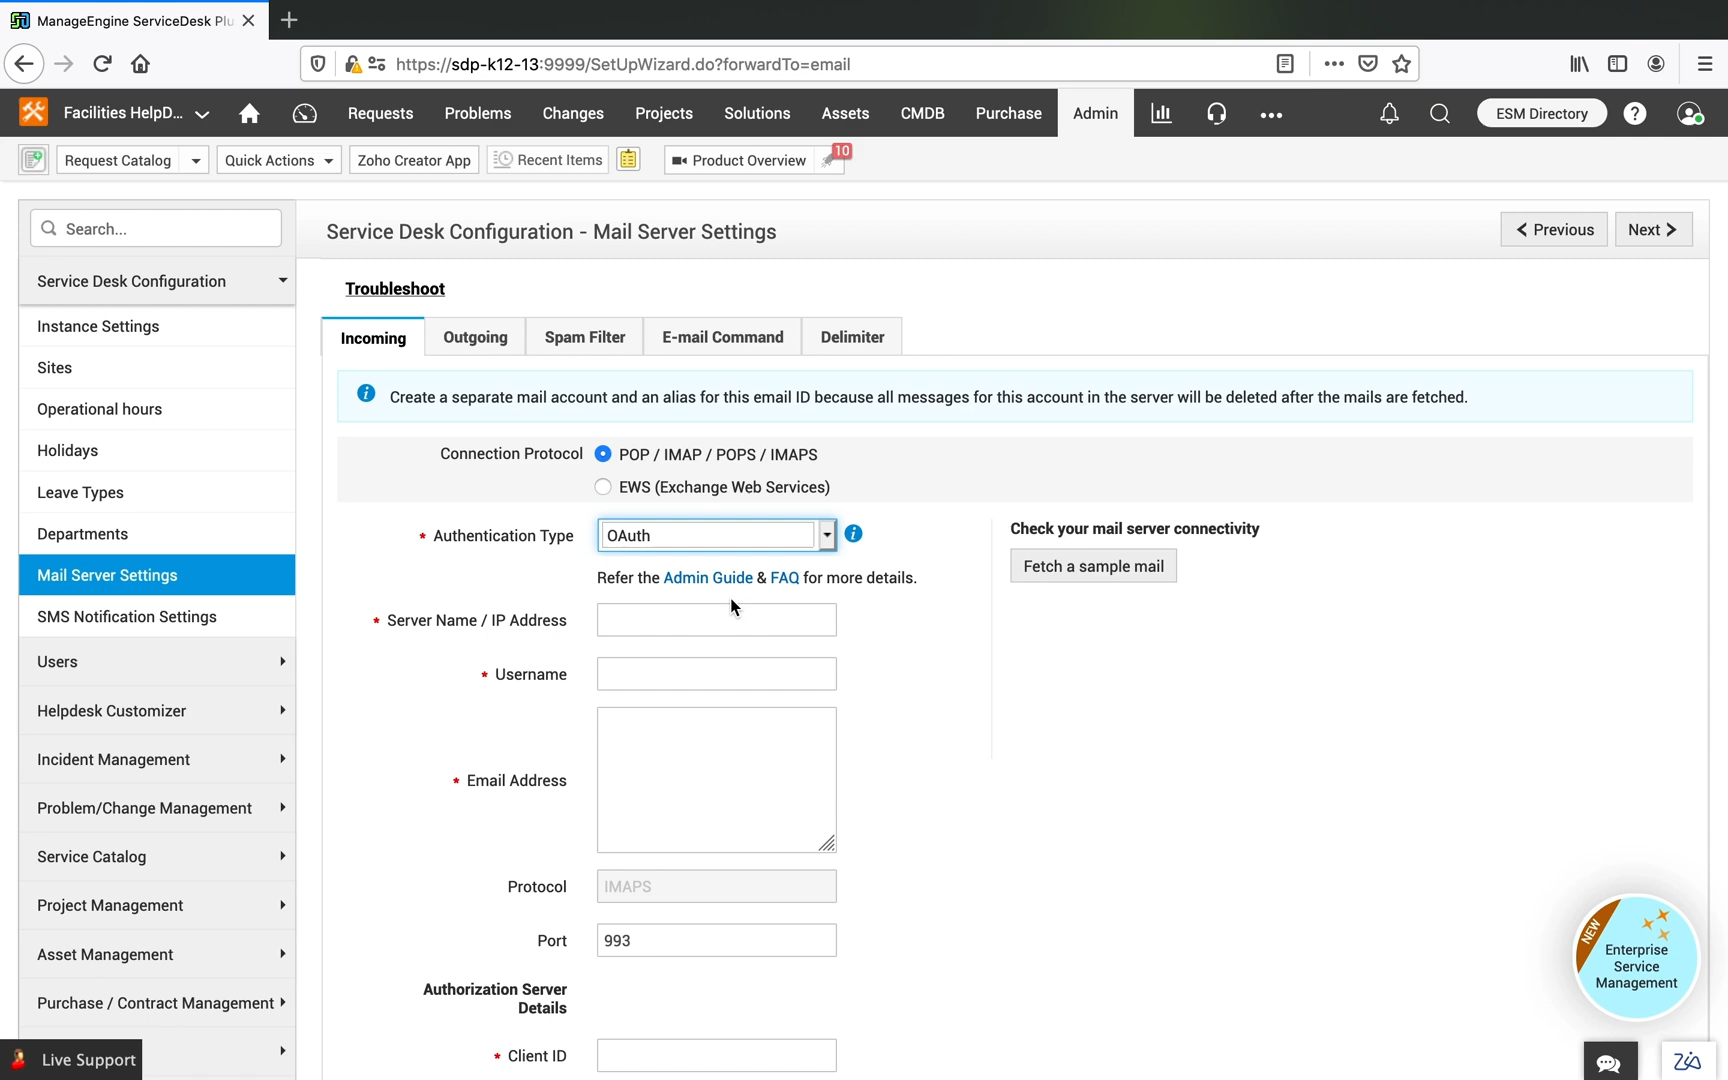 ManageEngine ServiceDesk Plu
https://sdp-k12-13:9999/SetUpWizard.do?forwardTo=email
Facilities HelpD...
Requests
Problems
Changes
Projects
Solutions
Assets
CMDB
Purchase
Admin
ESM Directory
Request Catalog
Quick Actions
Zoho Creator App
Recent Items
Product Overview
10
Search...
Service Desk Configuration
Instance Settings
Sites
Operational hours
Holidays
Leave Types
Departments
Mail Server Settings
SMS Notification Settings
Users
Helpdesk Customizer
Incident Management
Problem/Change Management
Service Catalog
Project Management
Asset Management
Purchase / Contract Management
Live Support
Service Desk Configuration - Mail Server Settings
Previous
Next
Troubleshoot
Incoming
Outgoing
Spam Filter
E-mail Command
Delimiter
Create a separate mail account and an alias for this email ID because all messages for this account in the server will be deleted after the mails are fetched.
Connection Protocol
POP / IMAP / POPS / IMAPS
EWS (Exchange Web Services)
* Authentication Type
OAuth
Refer the Admin Guide & FAQ for more details.
* Server Name / IP Address
* Username
* Email Address
Protocol
IMAPS
Port
993
Authorization Server
Details
* Client ID
Check your mail server connectivity
Fetch a sample mail
NEW
Enterprise
Service
Management
Zia